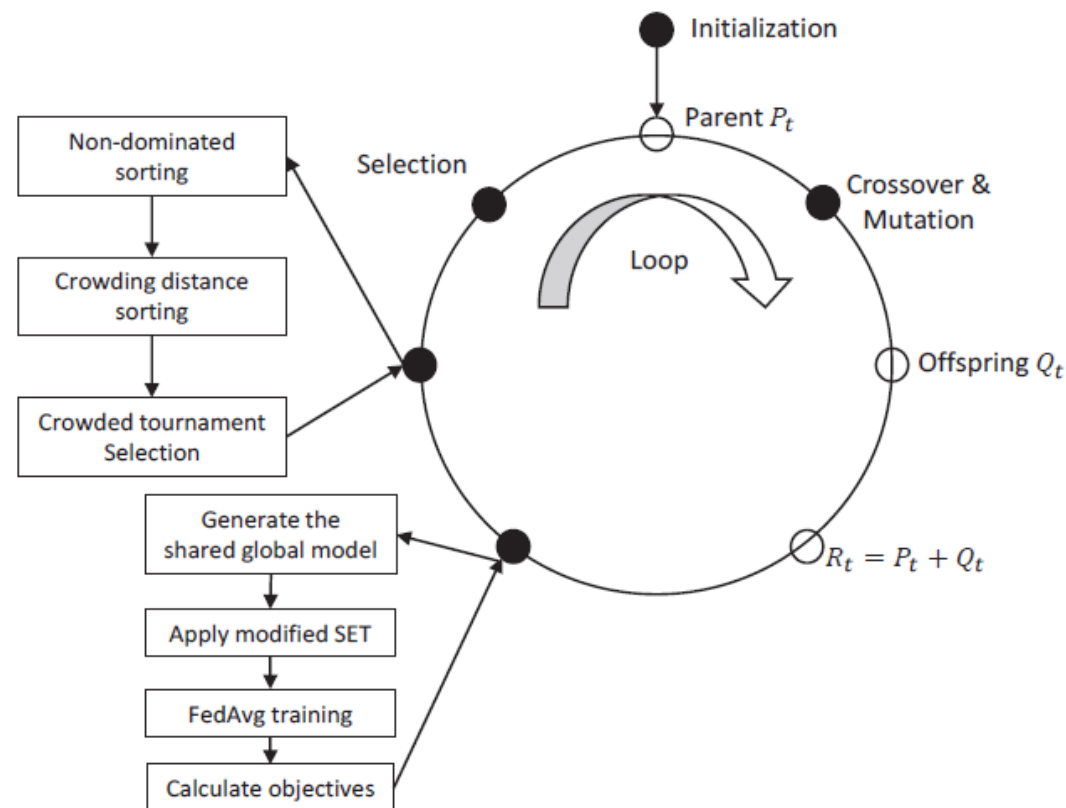 Initialization
Parent P_t
Selection
Crossover &
Mutation
Loop
Offspring Q_t
R_t = P_t + Q_t
Non-dominated
sorting
Crowding distance
sorting
Crowded tournament
Selection
Generate the
shared global model
Apply modified SET
FedAvg training
Calculate objectives